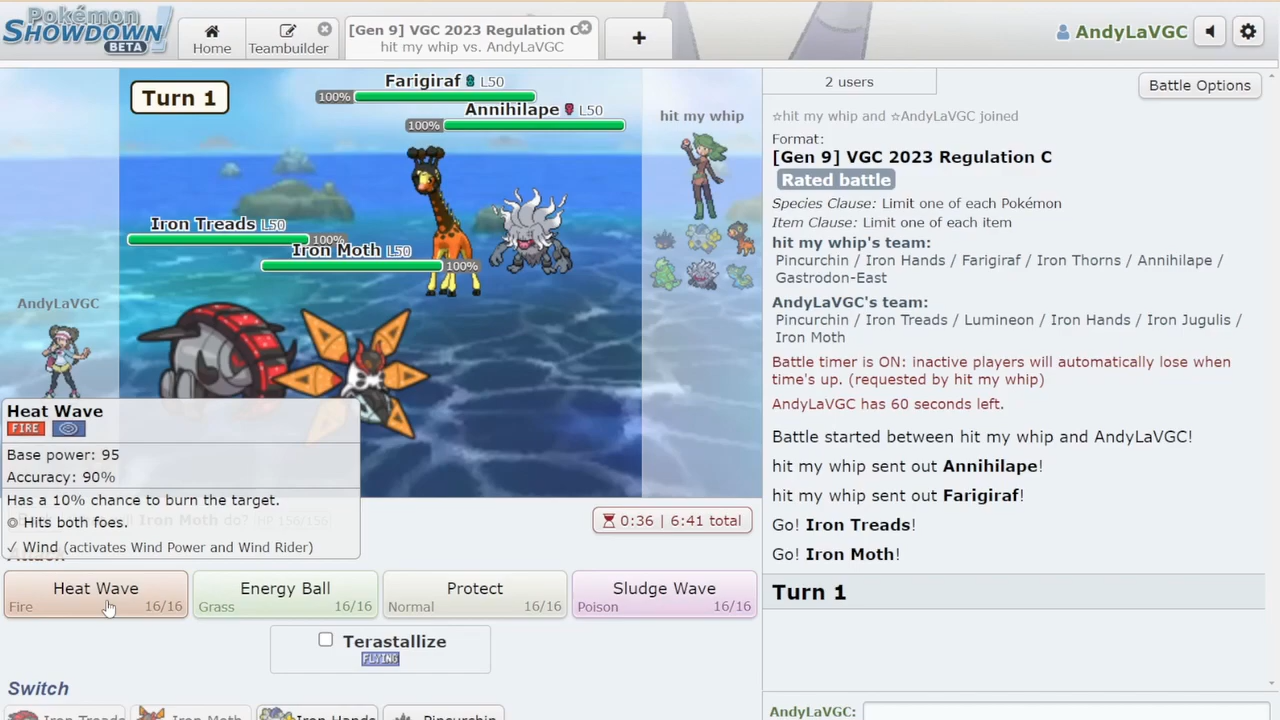 Pokémon
SHOWDOWN!
BETA
Home
Teambuilder
[Gen 9] VGC 2023 Regulation C
hit my whip vs. AndyLaVGC
+
AndyLaVGC
Turn 1
Farigiraf L50
100%
Annihilape L50
100%
Iron Treads L50
100%
Iron Moth L50
100%
hit my whip
AndyLaVGC
Heat Wave
FIRE
Base power: 95
Accuracy: 90%
Has a 10% chance to burn the target.
◎ Hits both foes.
✓ Wind (activates Wind Power and Wind Rider)
0:36 | 6:41 total
Heat Wave
Fire 16/16
Energy Ball
Grass 16/16
Protect
Normal 16/16
Sludge Wave
Poison 16/16
Terastallize
FLYING
Switch
Iron Treads
Iron Moth
Iron Hands
Pincurchin
2 users
Battle Options
☆hit my whip and ☆AndyLaVGC joined
Format:
[Gen 9] VGC 2023 Regulation C
Rated battle
Species Clause: Limit one of each Pokémon
Item Clause: Limit one of each item
hit my whip's team:
Pincurchin / Iron Hands / Farigiraf / Iron Thorns / Annihilape /
Gastrodon-East
AndyLaVGC's team:
Pincurchin / Iron Treads / Lumineon / Iron Hands / Iron Jugulis /
Iron Moth
Battle timer is ON: inactive players will automatically lose when
time's up. (requested by hit my whip)
AndyLaVGC has 60 seconds left.
Battle started between hit my whip and AndyLaVGC!
hit my whip sent out Annihilape!
hit my whip sent out Farigiraf!
Go! Iron Treads!
Go! Iron Moth!
Turn 1
AndyLaVGC: